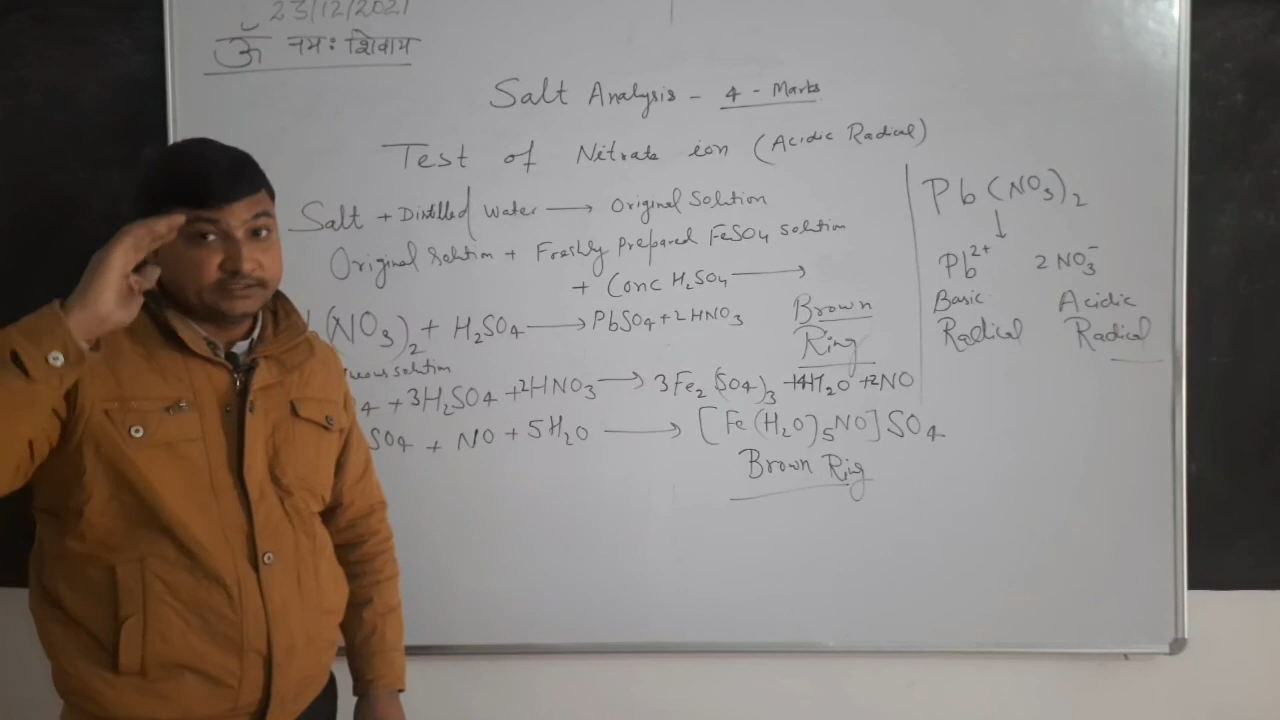 23/12/2021
ॐ नमः शिवाय
Salt Analysis - 4 - Marks
Test of Nitrate ion (Acidic Radical)
Salt + Distilled Water ⟶ Original Solution
Original Solution + Freshly Prepared FeSO4 solution
+ Conc H2SO4 ⟶
Brown
Ring
(NO3)2 + H2SO4 ⟶ PbSO4 + 2HNO3
solution
4 + 3H2SO4 + 2HNO3 ⟶ 3Fe2(SO4)3 + 4H2O + 2NO
SO4 + NO + 5H2O ⟶ [Fe(H2O)5NO]SO4
Brown Ring
Pb(NO3)2
↓
Pb2+ 2NO3-
Basic Acidic
Radical Radical